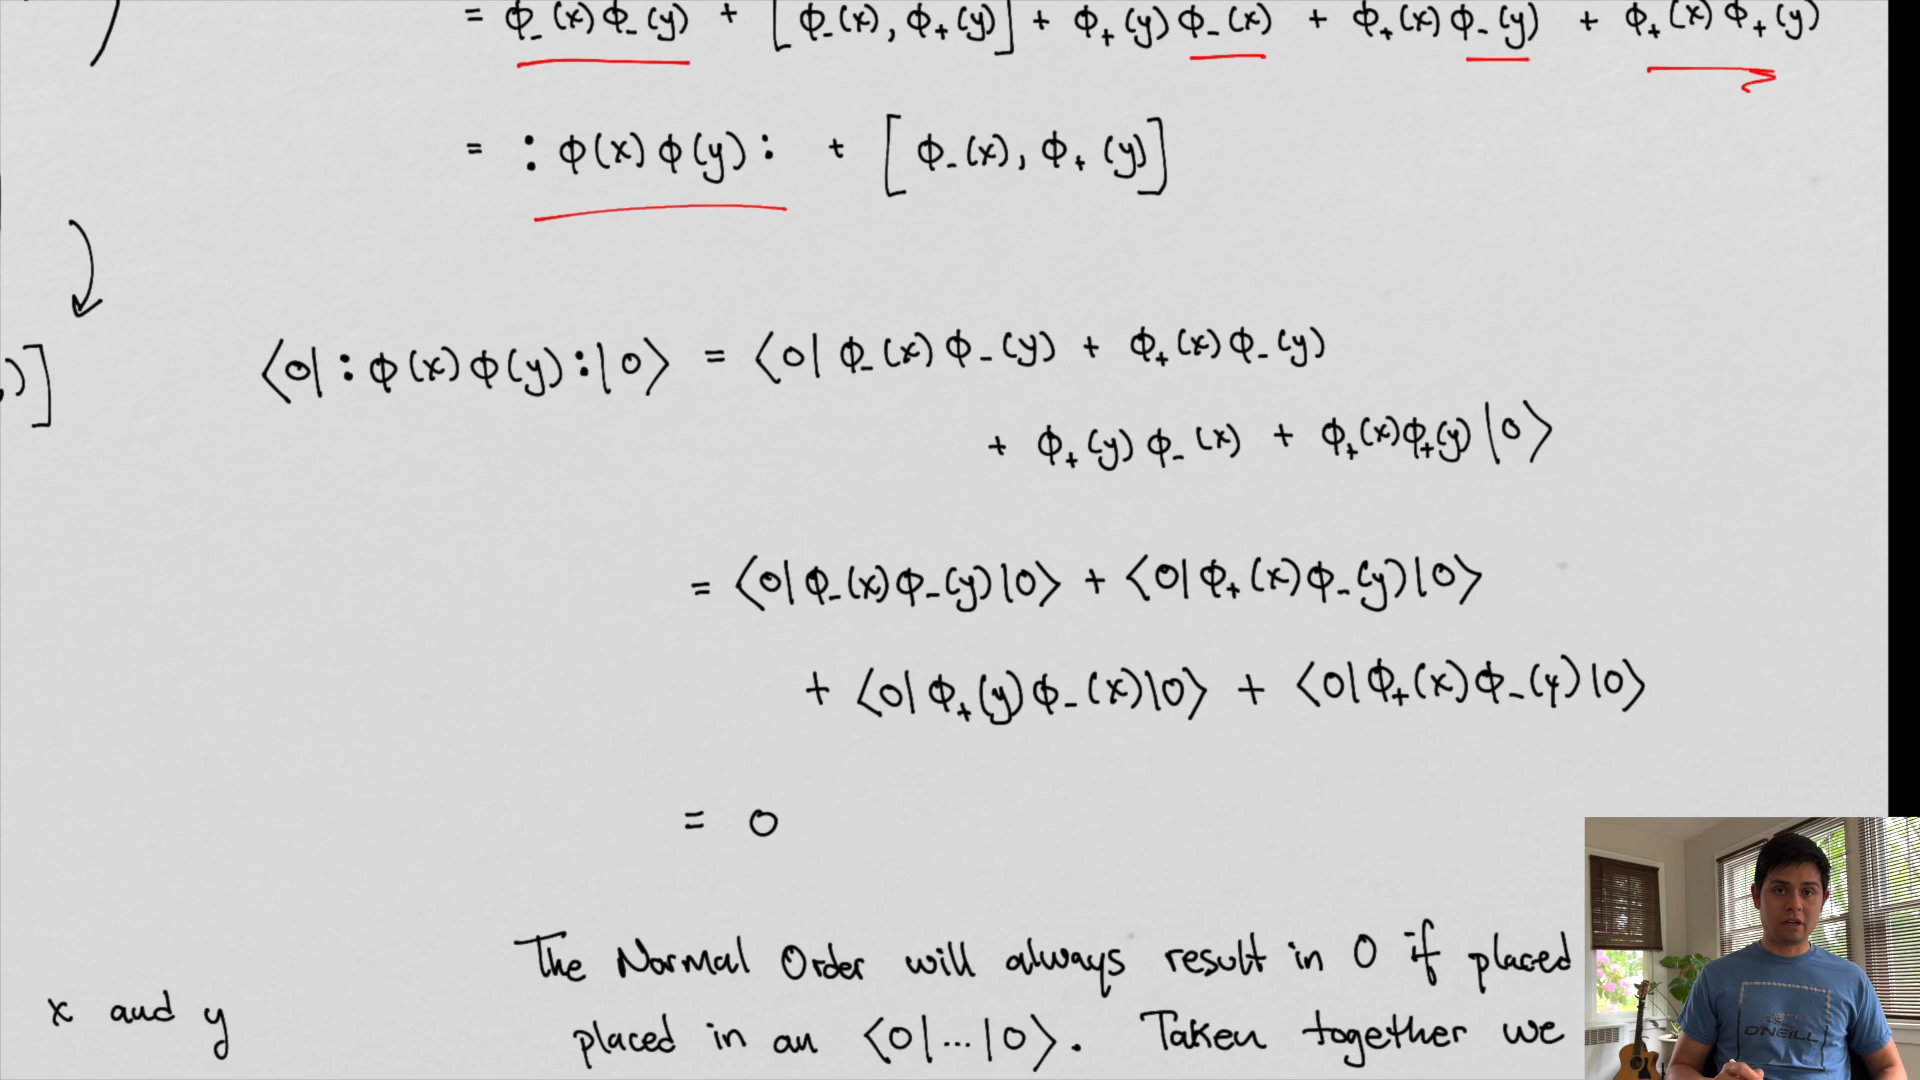 = ϕ₋(x)ϕ₋(y) + [ϕ₋(x), ϕ₊(y)] + ϕ₊(y)ϕ₋(x) + ϕ₊(x)ϕ₋(y) + ϕ₊(x)ϕ₊(y)
= :ϕ(x)ϕ(y): + [ϕ₋(x), ϕ₊(y)]
)]
⟨0|:ϕ(x)ϕ(y):|0⟩ = ⟨0|ϕ₋(x)ϕ₋(y) + ϕ₊(x)ϕ₋(y)
+ ϕ₊(y)ϕ₋(x) + ϕ₊(x)ϕ₊(y)|0⟩
= ⟨0|ϕ₋(x)ϕ₋(y)|0⟩ + ⟨0|ϕ₊(x)ϕ₋(y)|0⟩
+ ⟨0|ϕ₊(y)ϕ₋(x)|0⟩ + ⟨0|ϕ₊(x)ϕ₋(y)|0⟩
= 0
The Normal Order will always result in 0 if placed
x and y
placed in an ⟨0|...|0⟩. Taken together we
O'NEILL